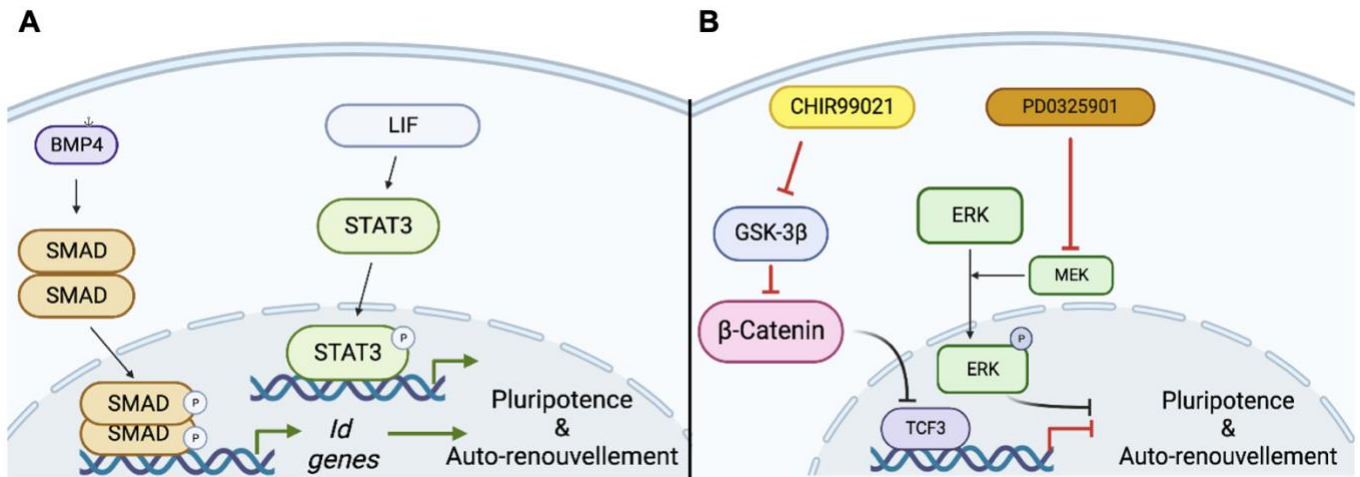 A
BMP4
SMAD
SMAD
SMAD
P
SMAD
P
LIF
STAT3
STAT3
P
Id
genes
Pluripotence
&
Auto-renouvellement
B
CHIR99021
PD0325901
GSK-3β
ERK
MEK
β-Catenin
P
ERK
TCF3
Pluripotence
&
Auto-renouvellement